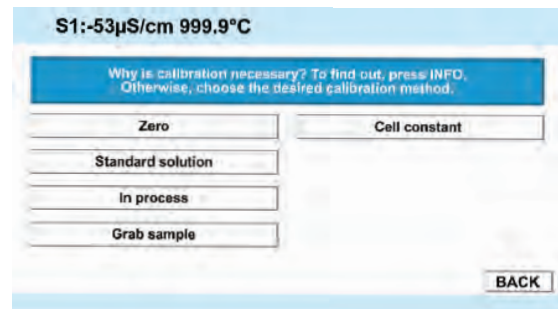 S1:-53µS/cm 999.9°C
Why is calibration necessary? To find out, press INFO.
Otherwise, choose the desired calibration method.
Zero
Cell constant
Standard solution
In process
Grab sample
BACK